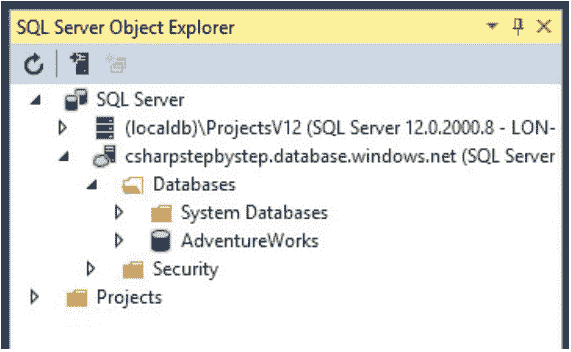 SQL Server Object Explorer
SQL Server
(localdb)\ProjectsV12 (SQL Server 12.0.2000.8 - LON-
csharpstepbystep.database.windows.net (SQL Server
Databases
System Databases
AdventureWorks
Security
Projects